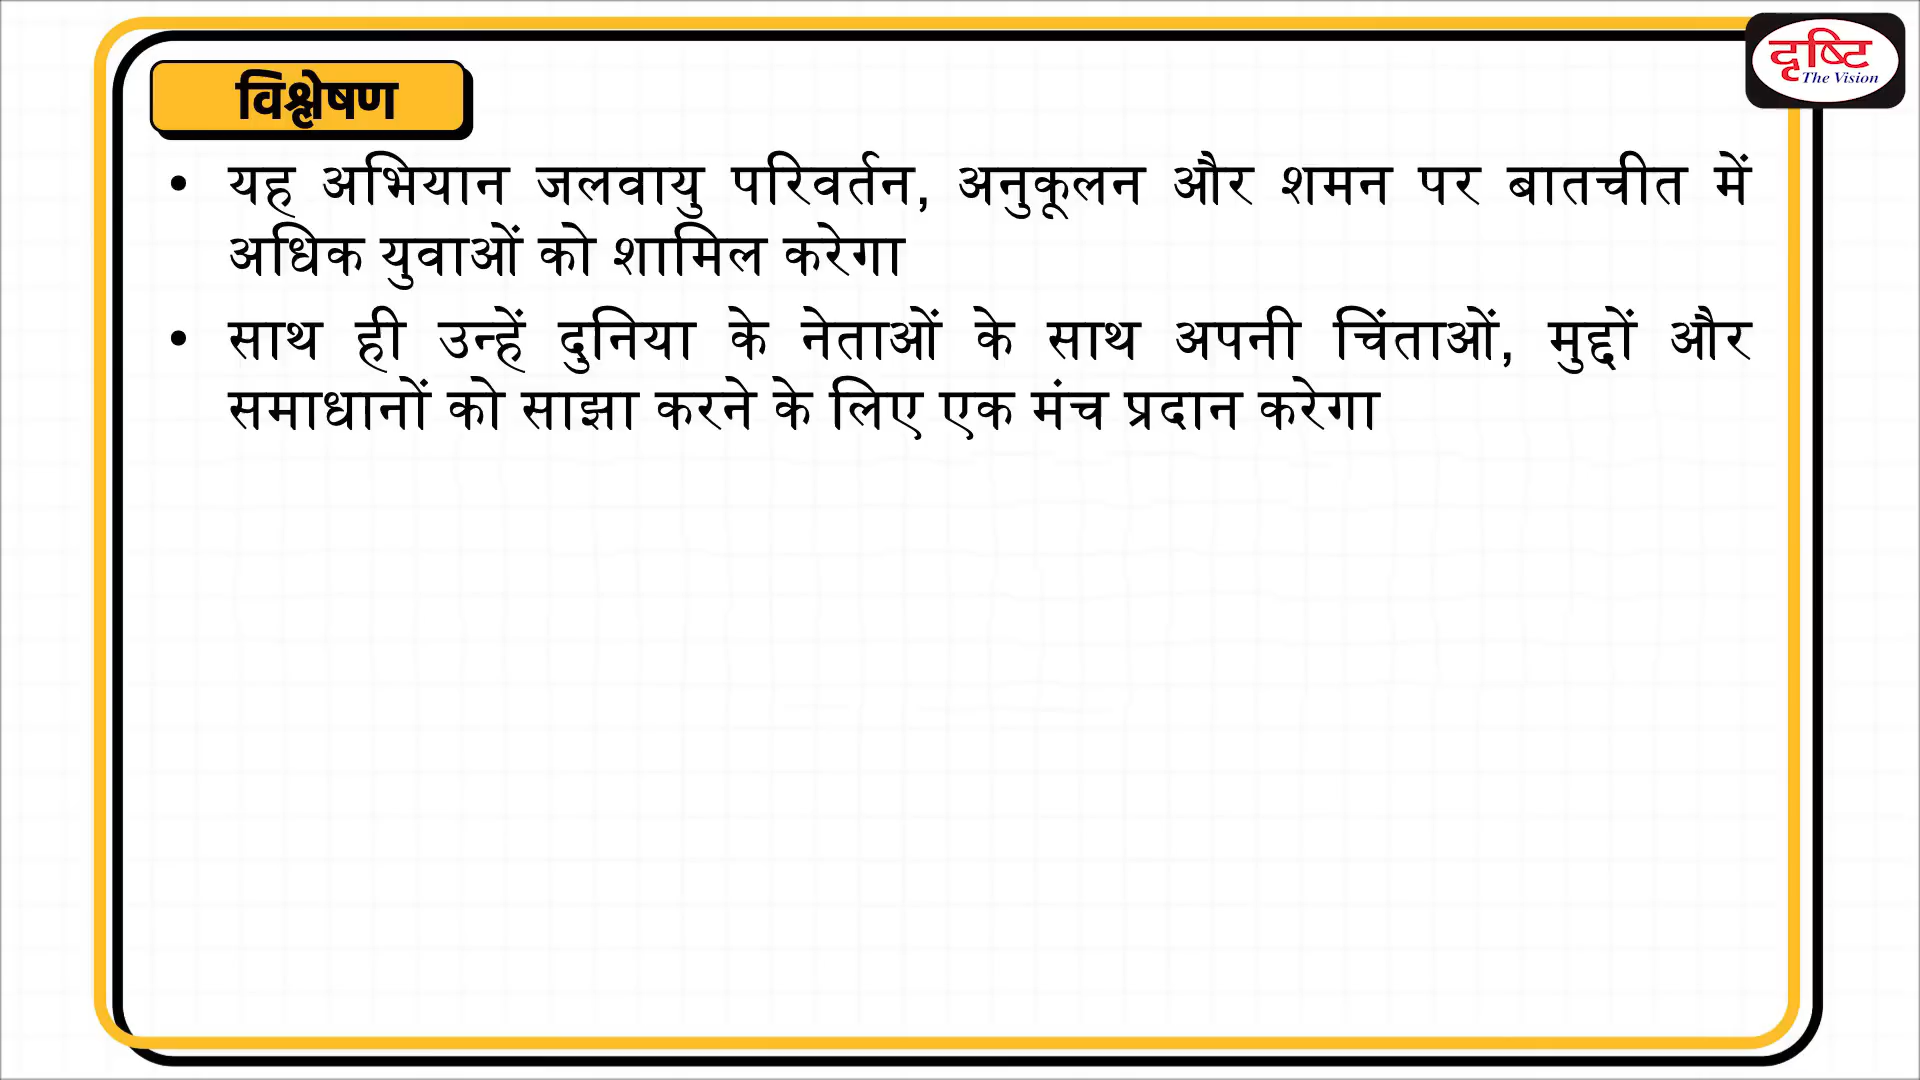 दृष्टि
The Vision
विश्लेषण
• यह अभियान जलवायु परिवर्तन, अनुकूलन और शमन पर बातचीत में
अधिक युवाओं को शामिल करेगा
• साथ ही उन्हें दुनिया के नेताओं के साथ अपनी चिंताओं, मुद्दों और
समाधानों को साझा करने के लिए एक मंच प्रदान करेगा